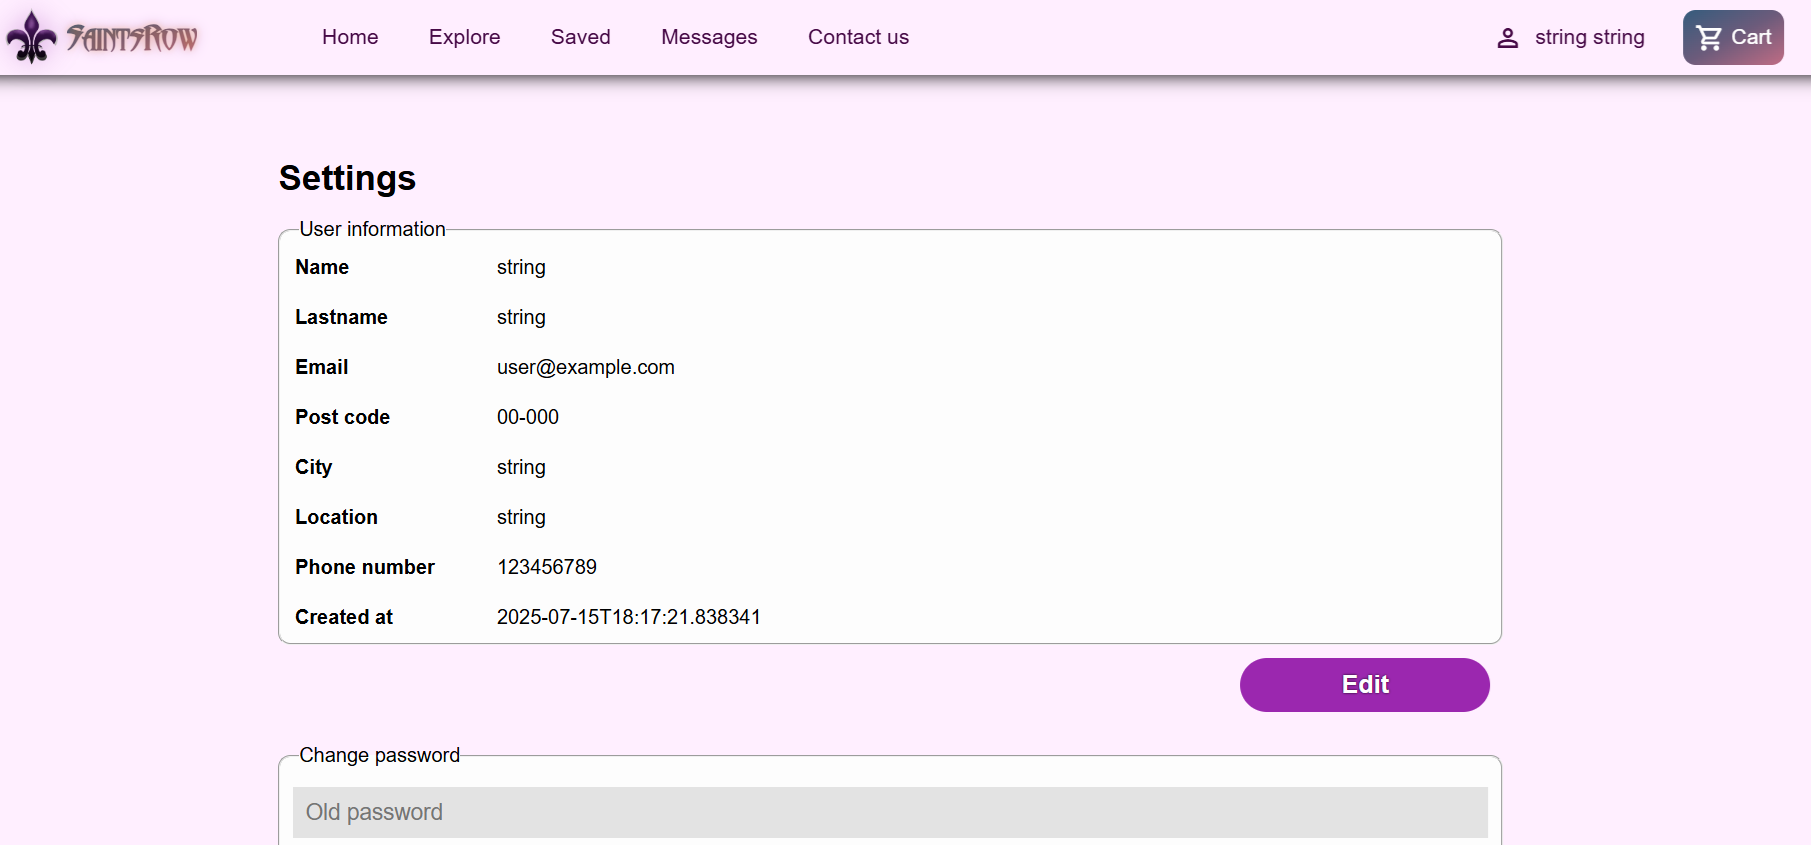 SaintsRow Home Explore Saved Messages Contact us string string Cart
Settings
User information
Name string
Lastname string
Email user@example.com
Post code 00-000
City string
Location string
Phone number 123456789
Created at 2025-07-15T18:17:21.838341
Edit
Change password
Old password